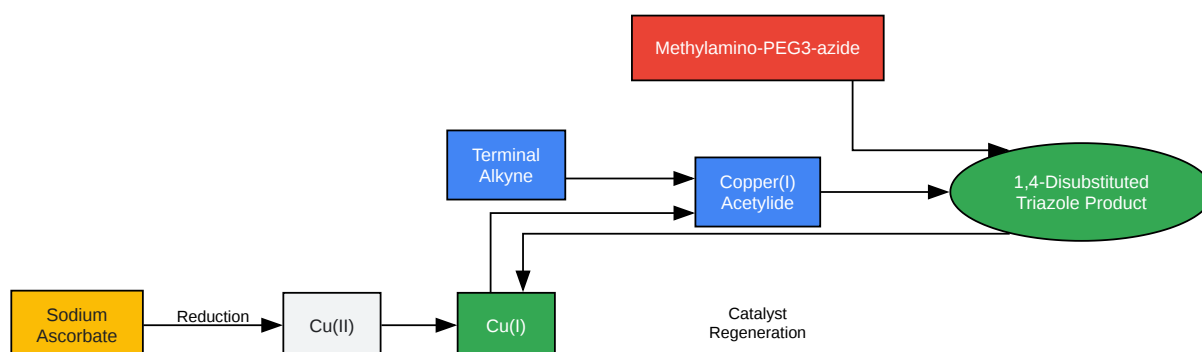 Methylamino-PEG3-azide
Terminal
Alkyne
Copper(I)
Acetylide
1,4-Disubstituted
Triazole Product
Sodium
Ascorbate
Reduction
Cu(II)
Cu(I)
Catalyst
Regeneration